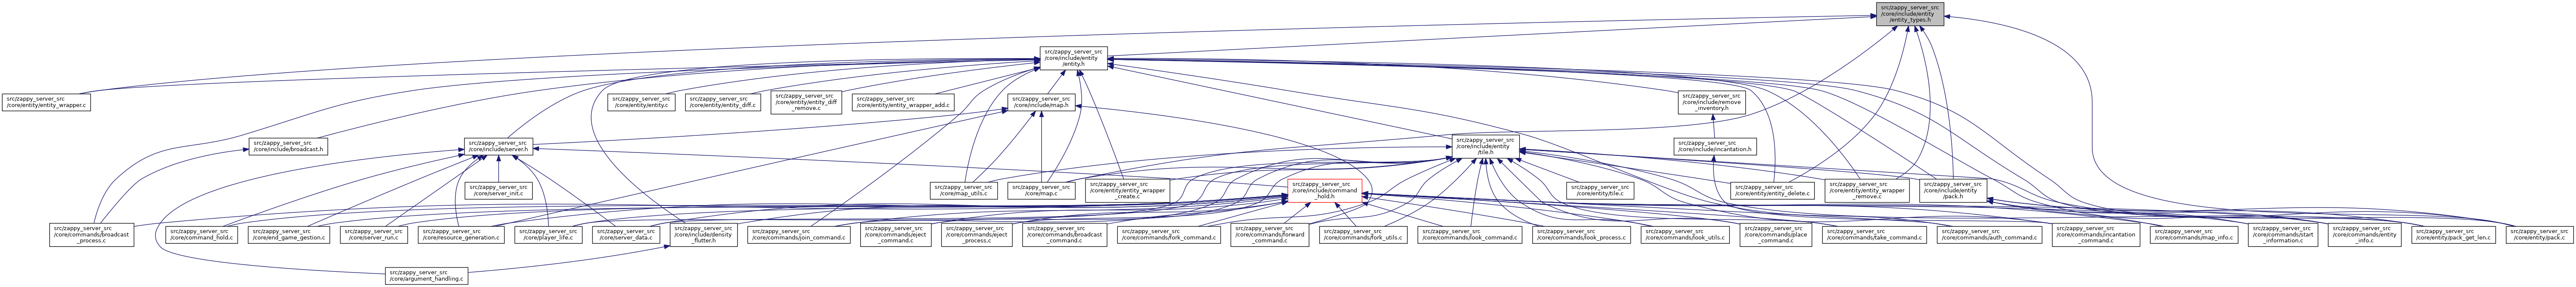 src/zappy_server_src
/core/include/entity
/entity_types.h
src/zappy_server_src
/core/include/entity
/entity.h
src/zappy_server_src
/core/entity/entity_wrapper.c
src/zappy_server_src
/core/entity/entity.c
src/zappy_server_src
/core/entity/entity_diff.c
src/zappy_server_src
/core/entity/entity_diff
_remove.c
src/zappy_server_src
/core/entity/entity_wrapper_add.c
src/zappy_server_src
/core/include/map.h
src/zappy_server_src
/core/include/remove
_inventory.h
src/zappy_server_src
/core/include/broadcast.h
src/zappy_server_src
/core/include/server.h
src/zappy_server_src
/core/include/entity
/tile.h
src/zappy_server_src
/core/include/incantation.h
src/zappy_server_src
/core/server_init.c
src/zappy_server_src
/core/map_utils.c
src/zappy_server_src
/core/map.c
src/zappy_server_src
/core/entity/entity_wrapper
_create.c
src/zappy_server_src
/core/include/command
_hold.h
src/zappy_server_src
/core/entity/tile.c
src/zappy_server_src
/core/entity/entity_delete.c
src/zappy_server_src
/core/entity/entity_wrapper
_remove.c
src/zappy_server_src
/core/include/entity
/pack.h
src/zappy_server_src
/core/commands/broadcast
_process.c
src/zappy_server_src
/core/command_hold.c
src/zappy_server_src
/core/end_game_gestion.c
src/zappy_server_src
/core/server_run.c
src/zappy_server_src
/core/resource_generation.c
src/zappy_server_src
/core/player_life.c
src/zappy_server_src
/core/server_data.c
src/zappy_server_src
/core/include/density
_flutter.h
src/zappy_server_src
/core/commands/join_command.c
src/zappy_server_src
/core/commands/eject
_command.c
src/zappy_server_src
/core/commands/eject
_process.c
src/zappy_server_src
/core/commands/broadcast
_command.c
src/zappy_server_src
/core/commands/fork_command.c
src/zappy_server_src
/core/commands/forward
_command.c
src/zappy_server_src
/core/commands/fork_utils.c
src/zappy_server_src
/core/commands/look_command.c
src/zappy_server_src
/core/commands/look_process.c
src/zappy_server_src
/core/commands/look_utils.c
src/zappy_server_src
/core/commands/place
_command.c
src/zappy_server_src
/core/commands/take_command.c
src/zappy_server_src
/core/commands/auth_command.c
src/zappy_server_src
/core/commands/incantation
_command.c
src/zappy_server_src
/core/commands/map_info.c
src/zappy_server_src
/core/commands/start
_information.c
src/zappy_server_src
/core/commands/entity
_info.c
src/zappy_server_src
/core/entity/pack_get_len.c
src/zappy_server_src
/core/entity/pack.c
src/zappy_server_src
/core/argument_handling.c